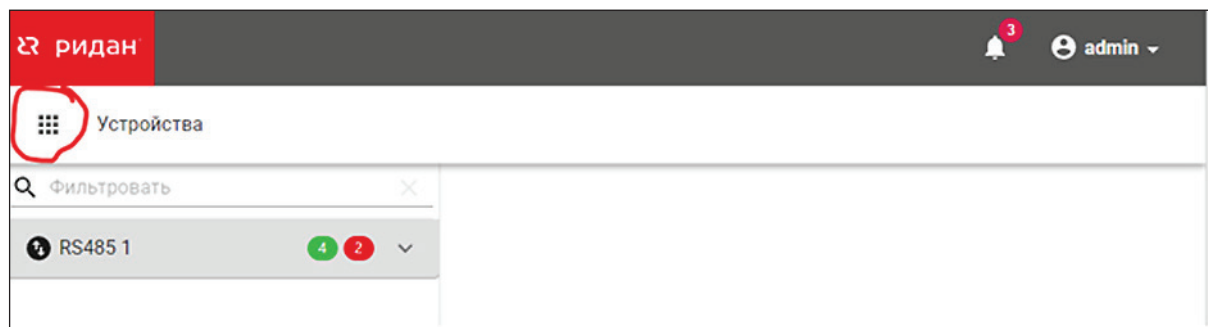 ридан
3
admin
Устройства
Фильтровать
RS485 1
4
2